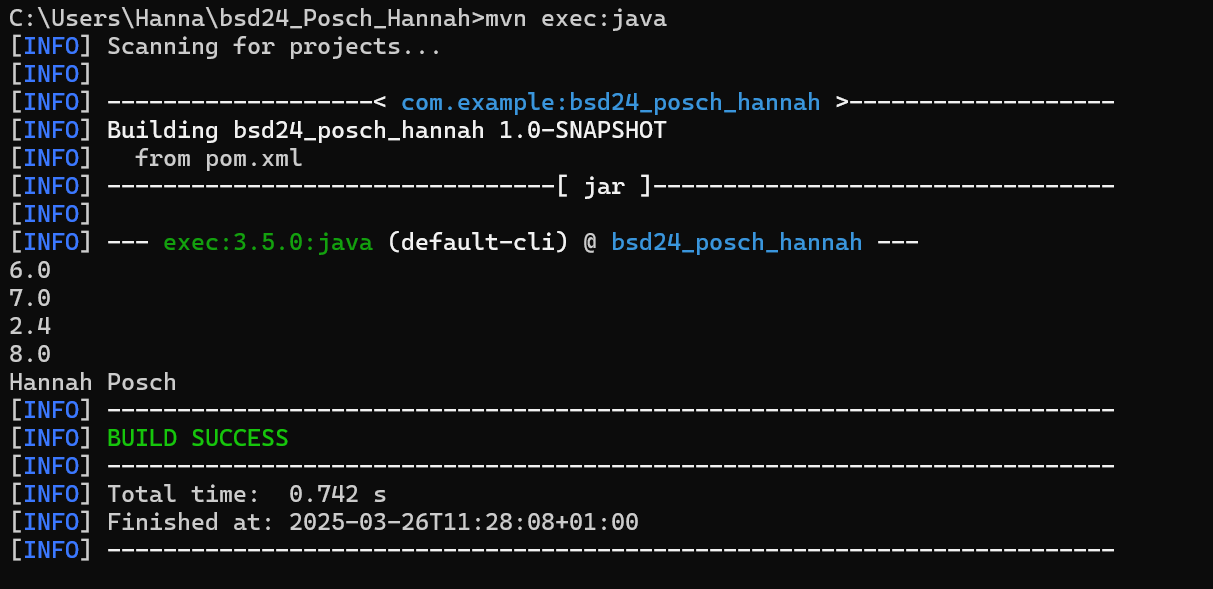 C:\Users\Hanna\bsd24_Posch_Hannah>mvn exec:java
[INFO] Scanning for projects...
[INFO]
[INFO] -------------------< com.example:bsd24_posch_hannah >-------------------
[INFO] Building bsd24_posch_hannah 1.0-SNAPSHOT
[INFO]   from pom.xml
[INFO] --------------------------------[ jar ]---------------------------------
[INFO]
[INFO] --- exec:3.5.0:java (default-cli) @ bsd24_posch_hannah ---
6.0
7.0
2.4
8.0
Hannah Posch
[INFO] ------------------------------------------------------------------------
[INFO] BUILD SUCCESS
[INFO] ------------------------------------------------------------------------
[INFO] Total time:  0.742 s
[INFO] Finished at: 2025-03-26T11:28:08+01:00
[INFO] ------------------------------------------------------------------------